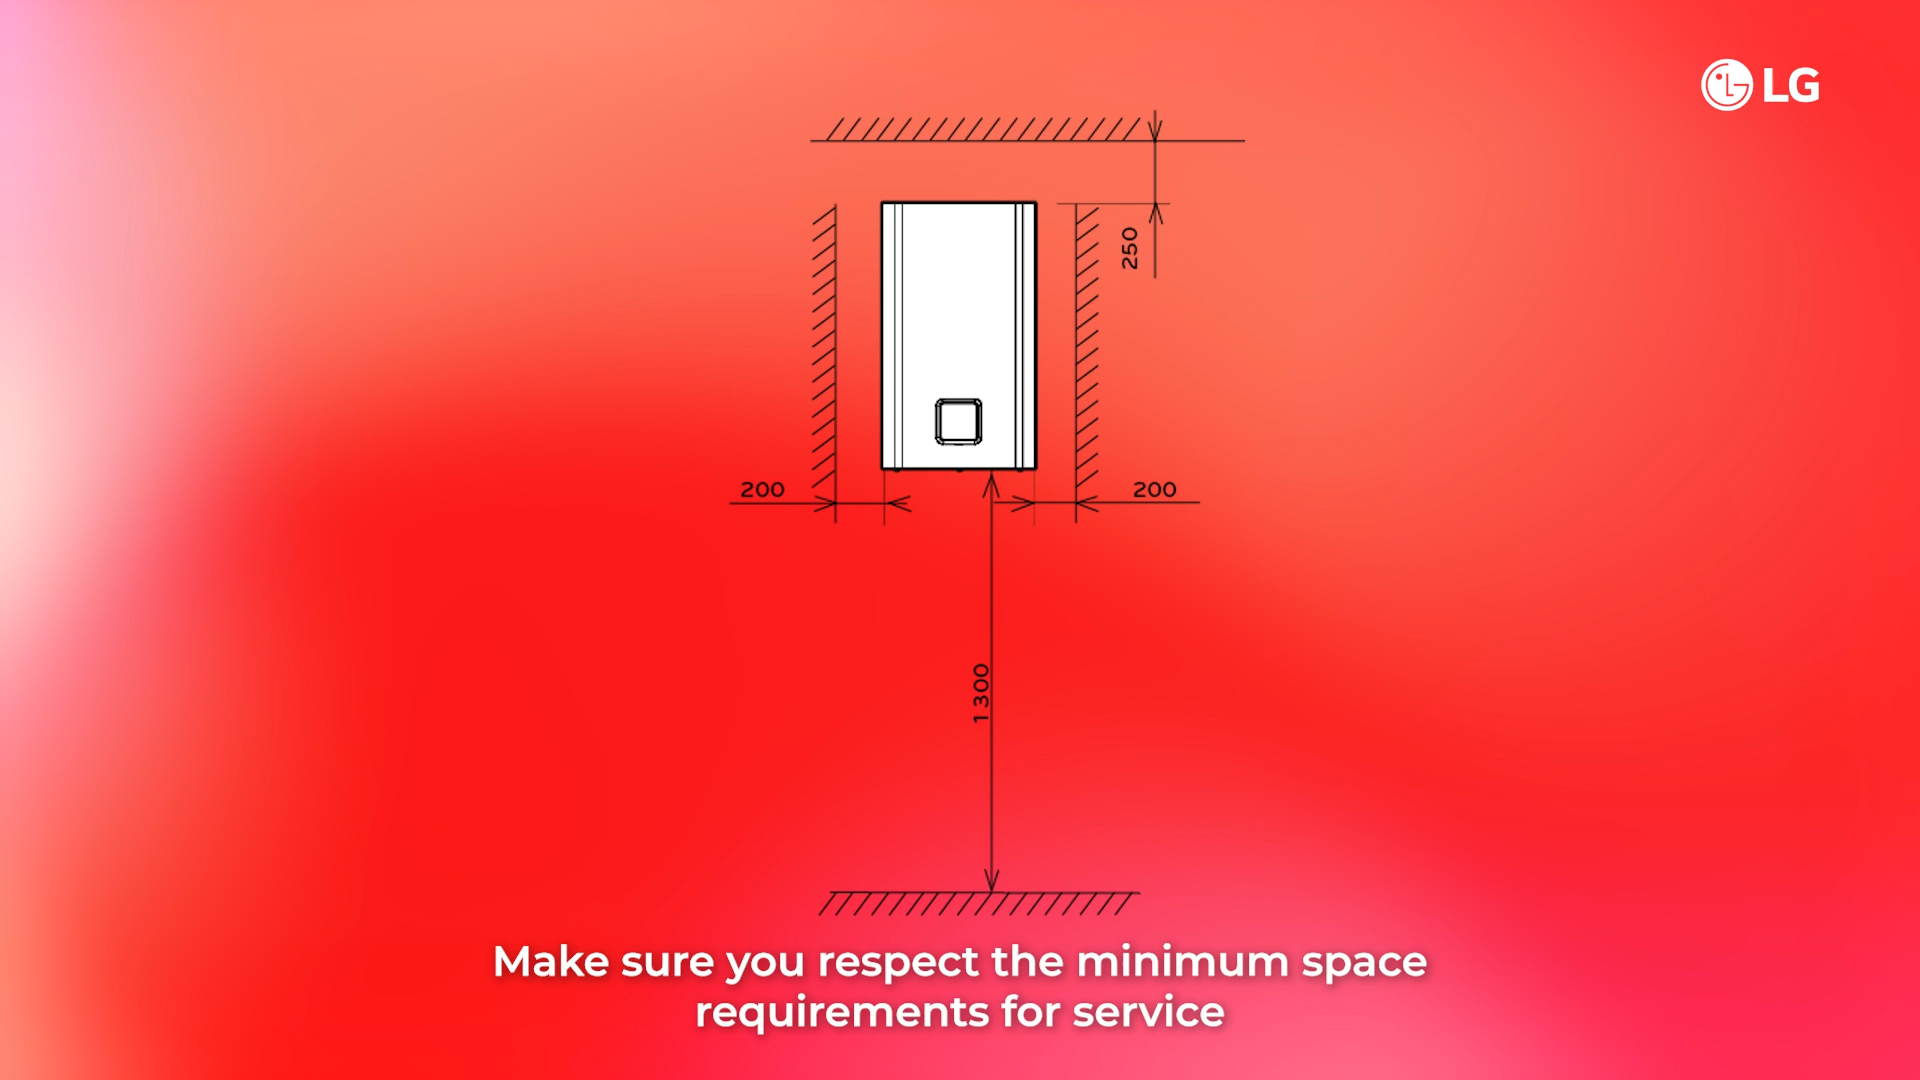 LG
250
200
200
1300
Make sure you respect the minimum space
requirements for service